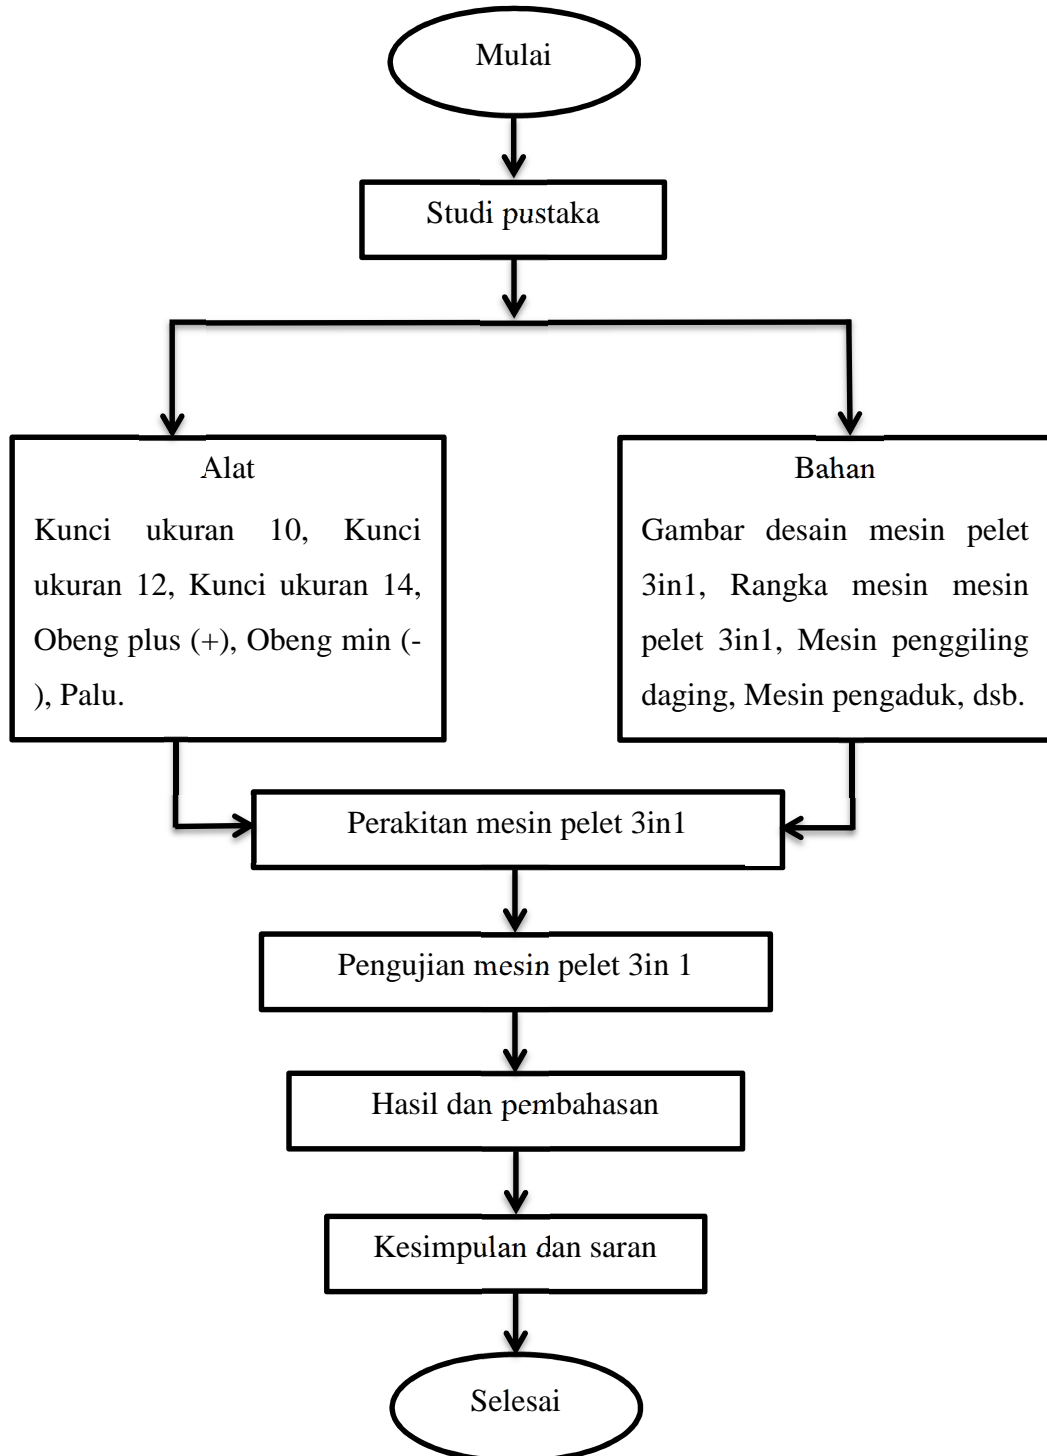 Mulai
Studi pustaka
Alat
Kunci ukuran 10, Kunci
ukuran 12, Kunci ukuran 14,
Obeng plus (+), Obeng min (-
), Palu.
Bahan
Gambar desain mesin pelet
3in1, Rangka mesin mesin
pelet 3in1, Mesin penggiling
daging, Mesin pengaduk, dsb.
Perakitan mesin pelet 3in1
Pengujian mesin pelet 3in 1
Hasil dan pembahasan
Kesimpulan dan saran
Selesai